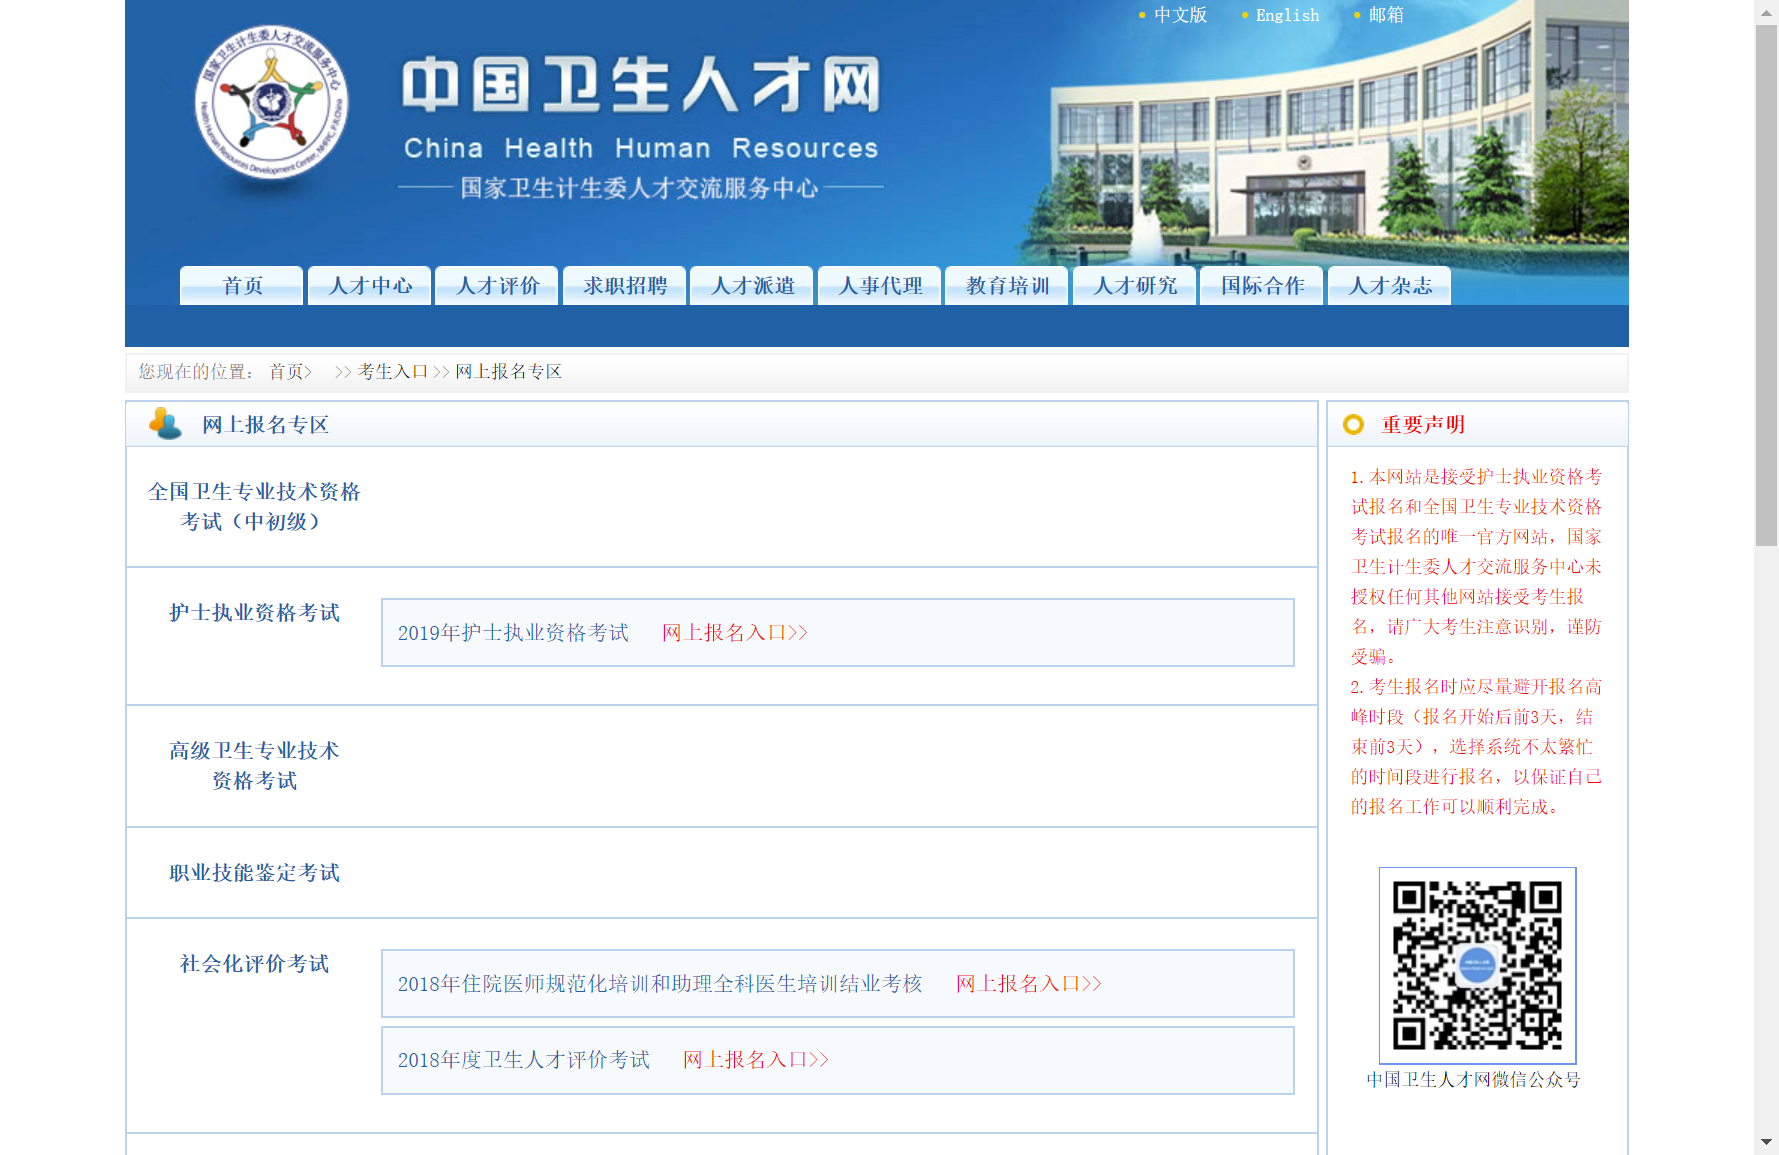 中文版
English
邮箱
国家卫生计生委人才交流服务中心
中国卫生人才网
China Health Human Resources
国家卫生计生委人才交流服务中心
首页
人才中心
人才评价
求职招聘
人才派遣
人事代理
教育培训
人才研究
国际合作
人才杂志
您现在的位置： 首页> >> 考生入口 >> 网上报名专区
网上报名专区
全国卫生专业技术资格
考试（中初级）
护士执业资格考试
2019年护士执业资格考试 网上报名入口>>
高级卫生专业技术
资格考试
职业技能鉴定考试
社会化评价考试
2018年住院医师规范化培训和助理全科医生培训结业考核 网上报名入口>>
2018年度卫生人才评价考试 网上报名入口>>
重要声明
1. 本网站是接受护士执业资格考
试报名和全国卫生专业技术资格
考试报名的唯一官方网站，国家
卫生计生委人才交流服务中心未
授权任何其他网站接受考生报
名，请广大考生注意识别，谨防
受骗。
2. 考生报名时应尽量避开报名高
峰时段（报名开始后前3天，结
束前3天），选择系统不太繁忙
的时间段进行报名，以保证自己
的报名工作可以顺利完成。
中国卫生人才网微信公众号